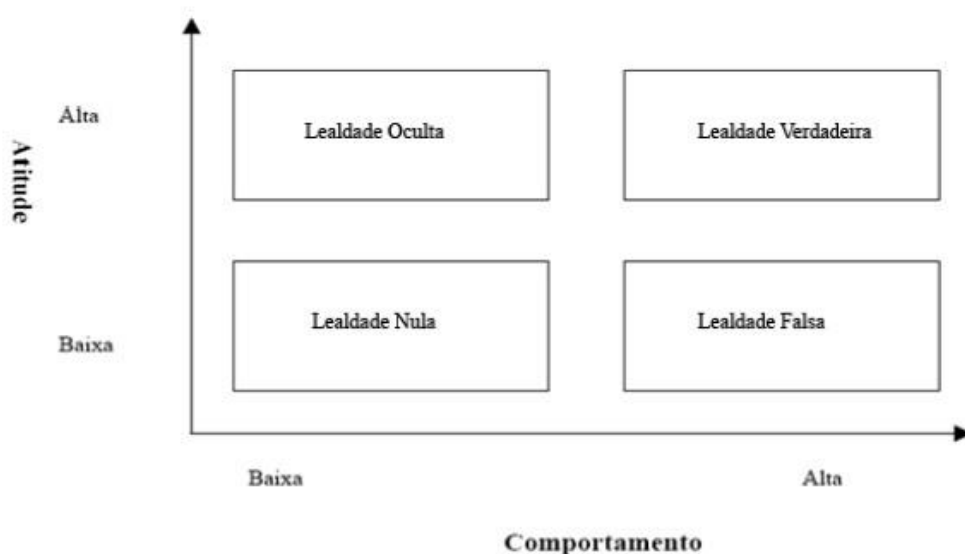 Alta
Lealdade Oculta
Lealdade Verdadeira
Atitude
Lealdade Nula
Lealdade Falsa
Baixa
Baixa
Alta
Comportamento